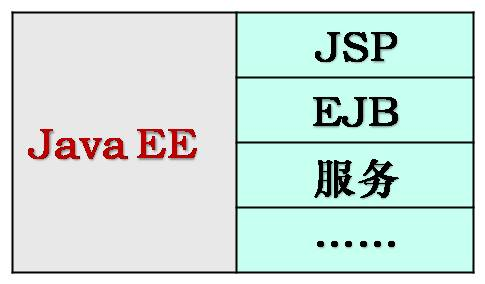 Java EE
JSP
EJB
服务
......